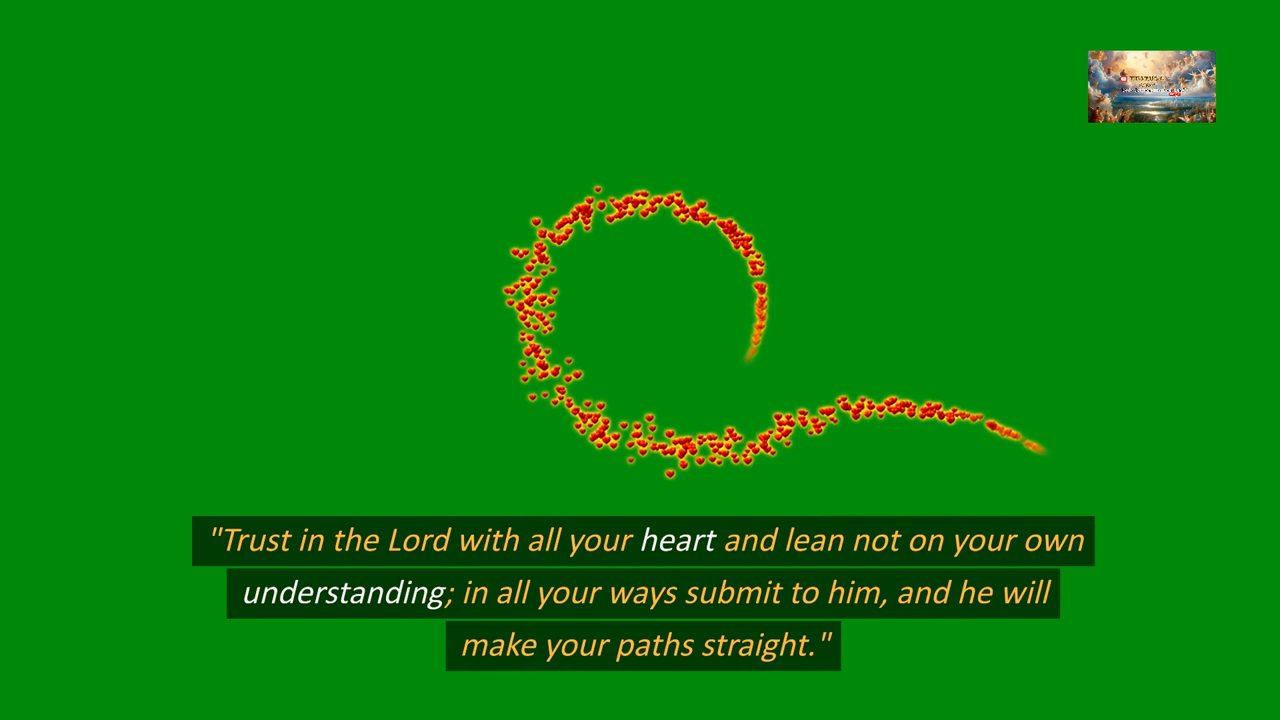 "Trust in the Lord with all your heart and lean not on your own
understanding; in all your ways submit to him, and he will
make your paths straight."